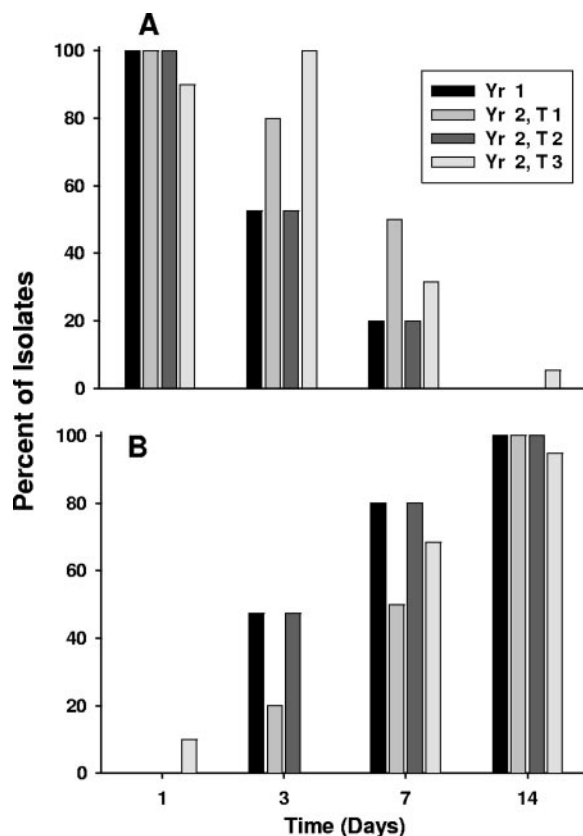 A
100
80
60
40
20
0
Yr 1
Yr 2, T 1
Yr 2, T 2
Yr 2, T 3
Percent of Isolates
B
100
80
60
40
20
0
1 3 7 14
Time (Days)